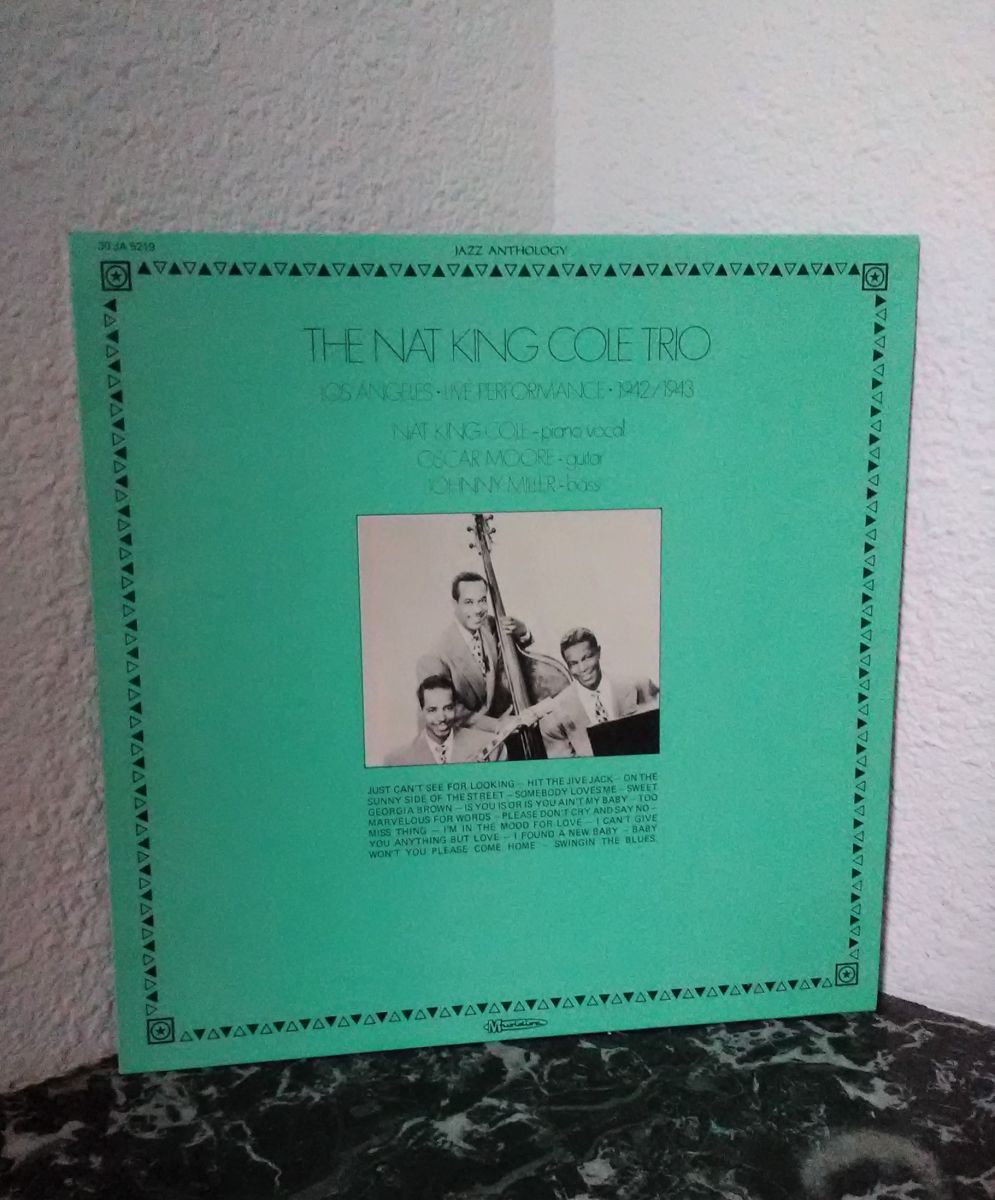 30 JA 5219
JAZZ ANTHOLOGY
THE NAT KING COLE TRIO
LOS ANGELES · LIVE PERFORMANCE · 1942/1943
NAT KING COLE - piano vocal
OSCAR MOORE - guitar
JOHNNY MILLER - bass
JUST CAN'T SEE FOR LOOKING – HIT THE JIVE JACK – ON THE
SUNNY SIDE OF THE STREET – SOMEBODY LOVES ME – SWEET
GEORGIA BROWN – IS YOU IS OR IS YOU AIN'T MY BABY – TOO
MARVELOUS FOR WORDS – PLEASE DON'T CRY AND SAY NO –
MISS THING – I'M IN THE MOOD FOR LOVE – I CAN'T GIVE
YOU ANYTHING BUT LOVE – I FOUND A NEW BABY – BABY
WON'T YOU PLEASE COME HOME – SWINGIN THE BLUES.
Musidisc